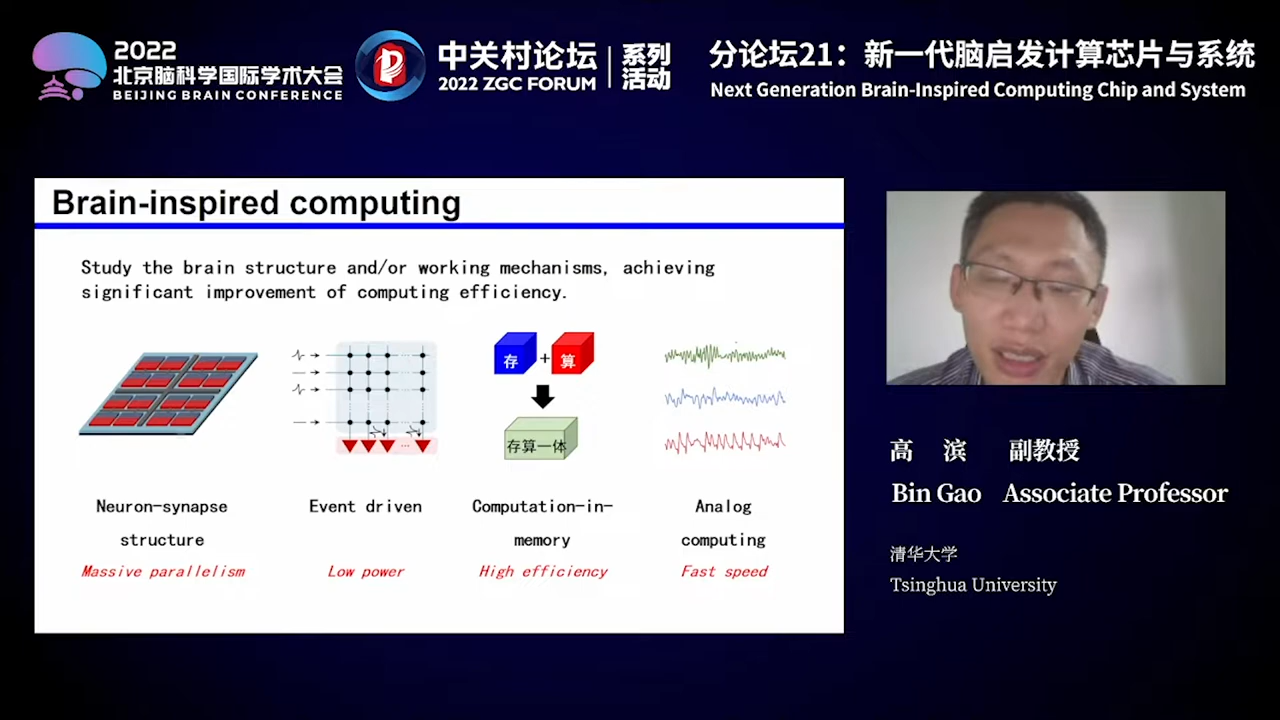 2022
北京脑科学国际学术大会
BEIJING BRAIN CONFERENCE
中关村论坛
2022 ZGC FORUM
系列
活动
分论坛21：新一代脑启发计算芯片与系统
Next Generation Brain-Inspired Computing Chip and System
Brain-inspired computing
Study the brain structure and/or working mechanisms, achieving
significant improvement of computing efficiency.
存 + 算
存算一体
Neuron-synapse
structure
Massive parallelism
Event driven
Low power
Computation-in-
memory
High efficiency
Analog
computing
Fast speed
高 滨 副教授
Bin Gao Associate Professor
清华大学
Tsinghua University